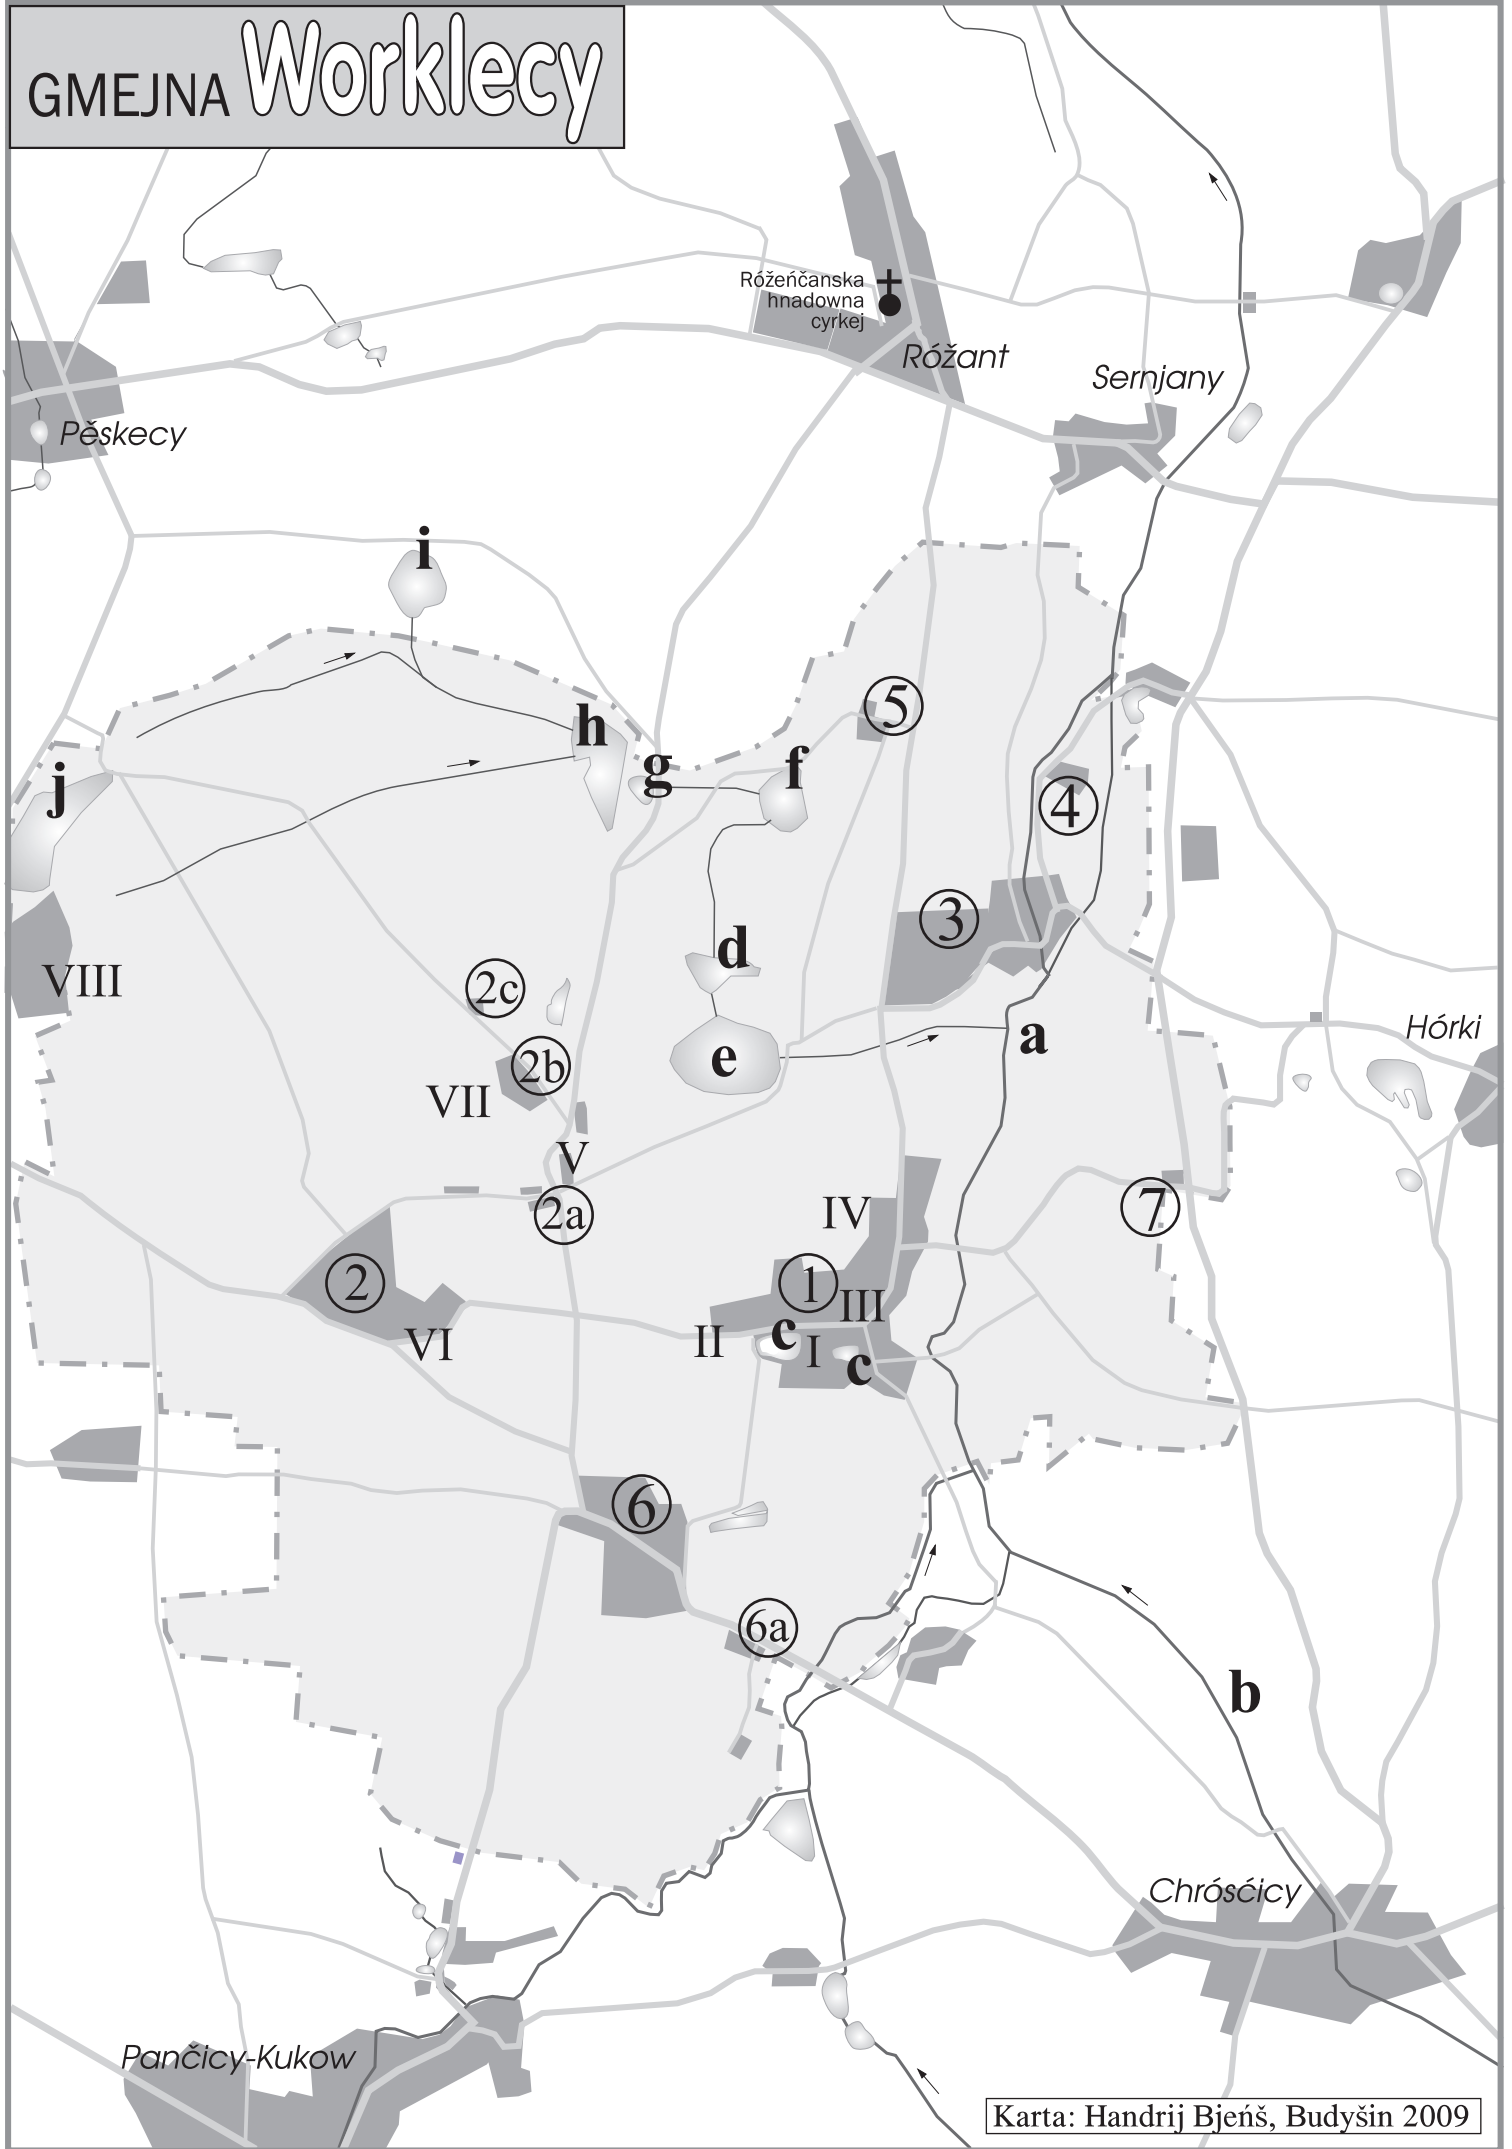 GMEJNA Worklecy
Róžeńčanska
hnadowna
cyrkej
Róžant
Sernjany
Pěskecy
i
5
h
g
f
j
4
3
d
VIII
2c
a
Hórki
e
2b
VII
V
IV
7
2a
2
1
III
c
II
I
VI
c
6
6a
b
Chrósćicy
Pančicy-Kukow
Karta: Handrij Bjeńš, Budyšin 2009